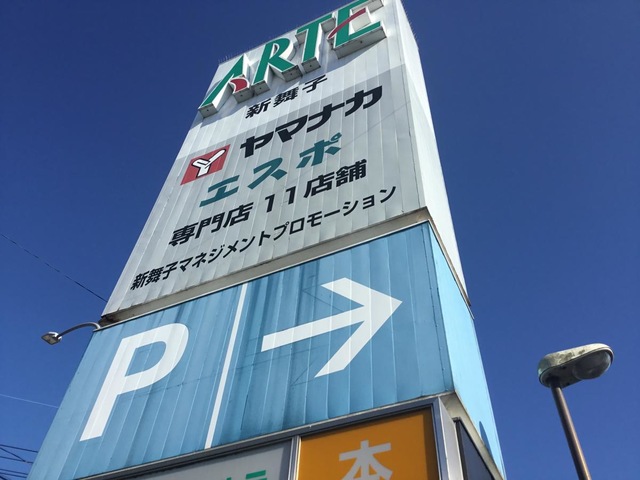 ARTE
新舞子
ヤマナカ
エスポ
専門店 11店舗
新舞子マネジメントプロモーション
P →
本